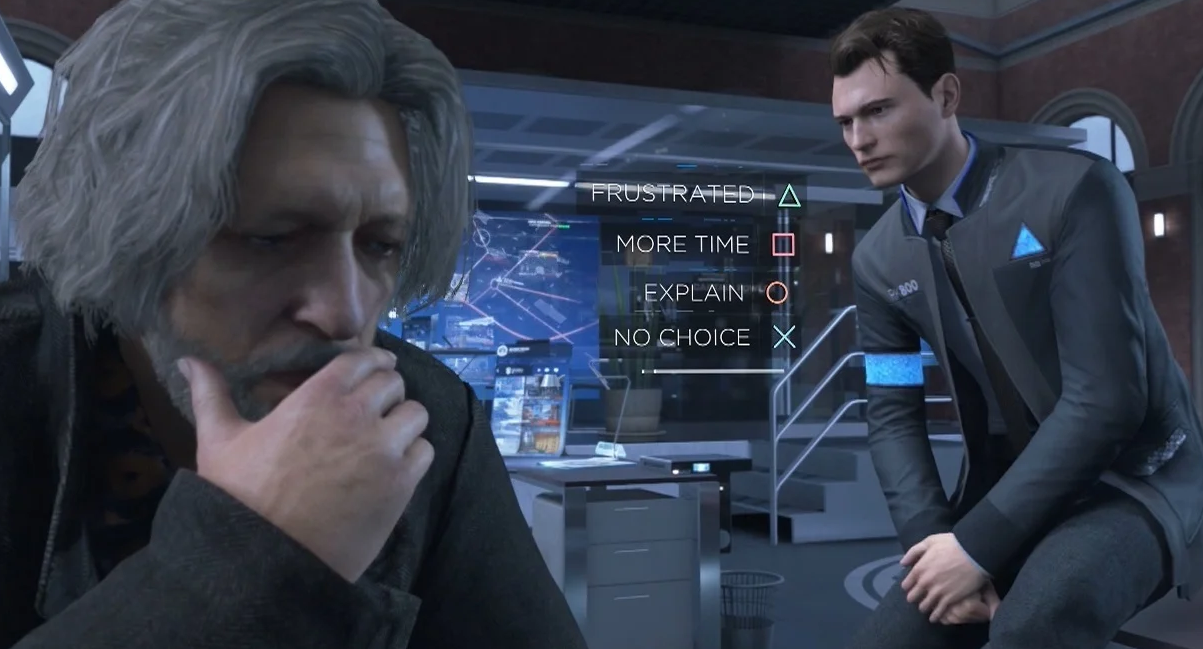 FRUSTRATED
MORE TIME
EXPLAIN
NO CHOICE